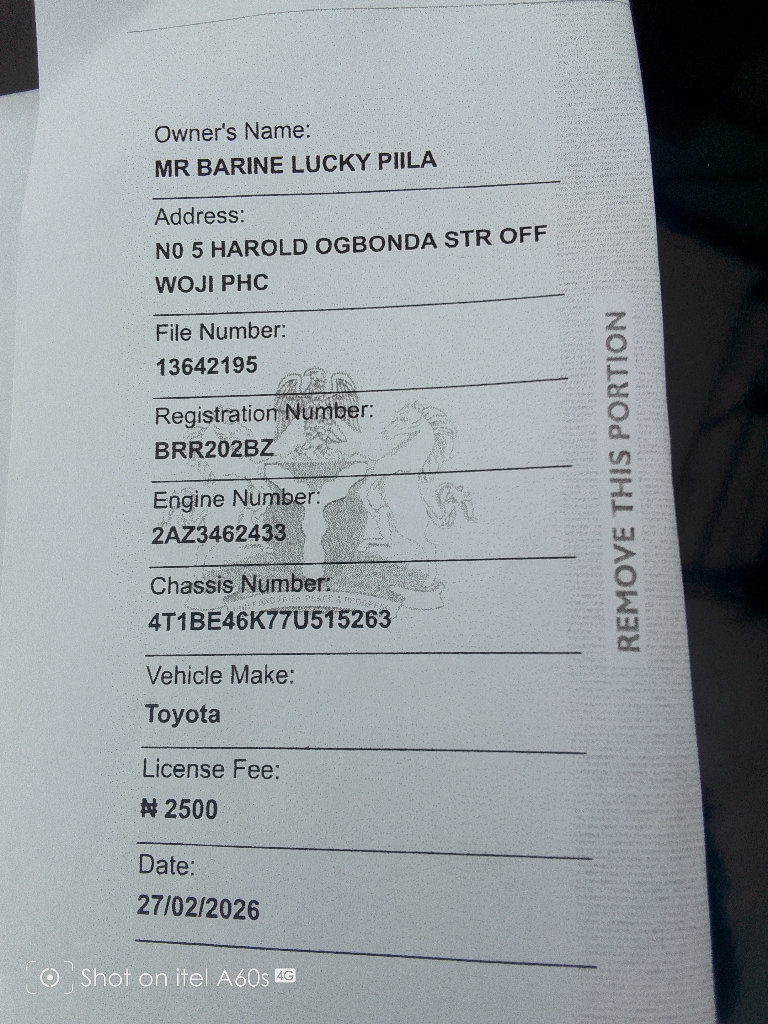 Owner's Name:
MR BARINE LUCKY PIILA
Address:
N0 5 HAROLD OGBONDA STR OFF
WOJI PHC
File Number:
13642195
Registration Number:
BRR202BZ
Engine Number:
2AZ3462433
Chassis Number:
4T1BE46K77U515263
Vehicle Make:
Toyota
License Fee:
₦ 2500
Date:
27/02/2026
REMOVE THIS PORTION
Shot on itel A60s 4G